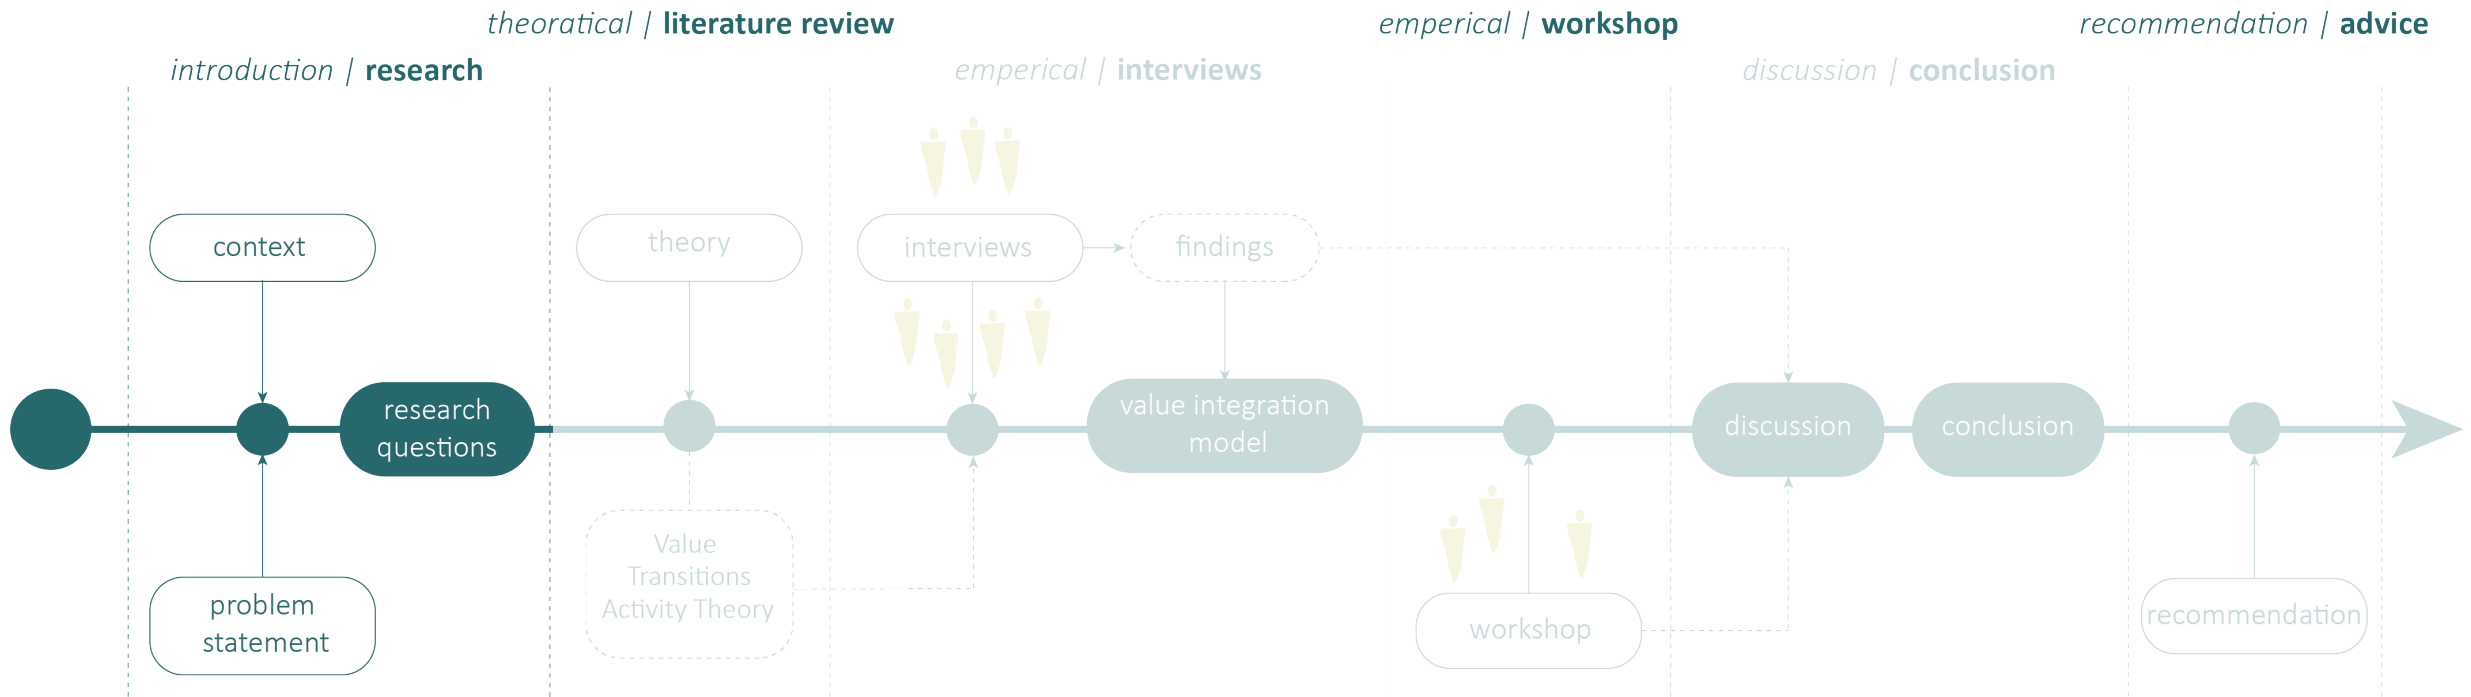 theoratical / literature review
emperical / workshop
recommendation / advice
introduction / research
emperical / interviews
discussion / conclusion
context
theory
interviews
findings
research
questions
value integration
model
discussion
conclusion
Value
Transitions
Activity Theory
problem
statement
workshop
recommendation